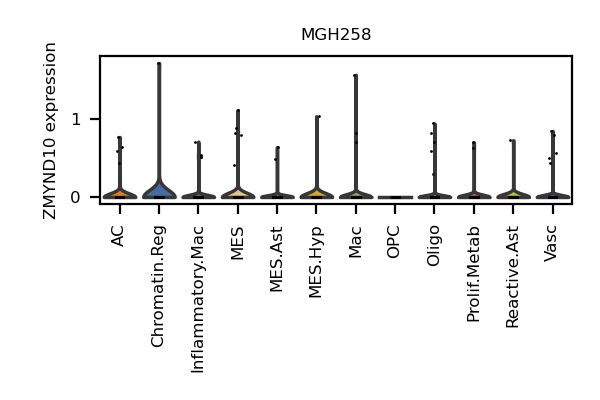 MGH258
ZMYND10 expression
1
0
AC
Chromatin.Reg
Inflammatory.Mac
MES
MES.Ast
MES.Hyp
Mac
OPC
Oligo
Prolif.Metab
Reactive.Ast
Vasc